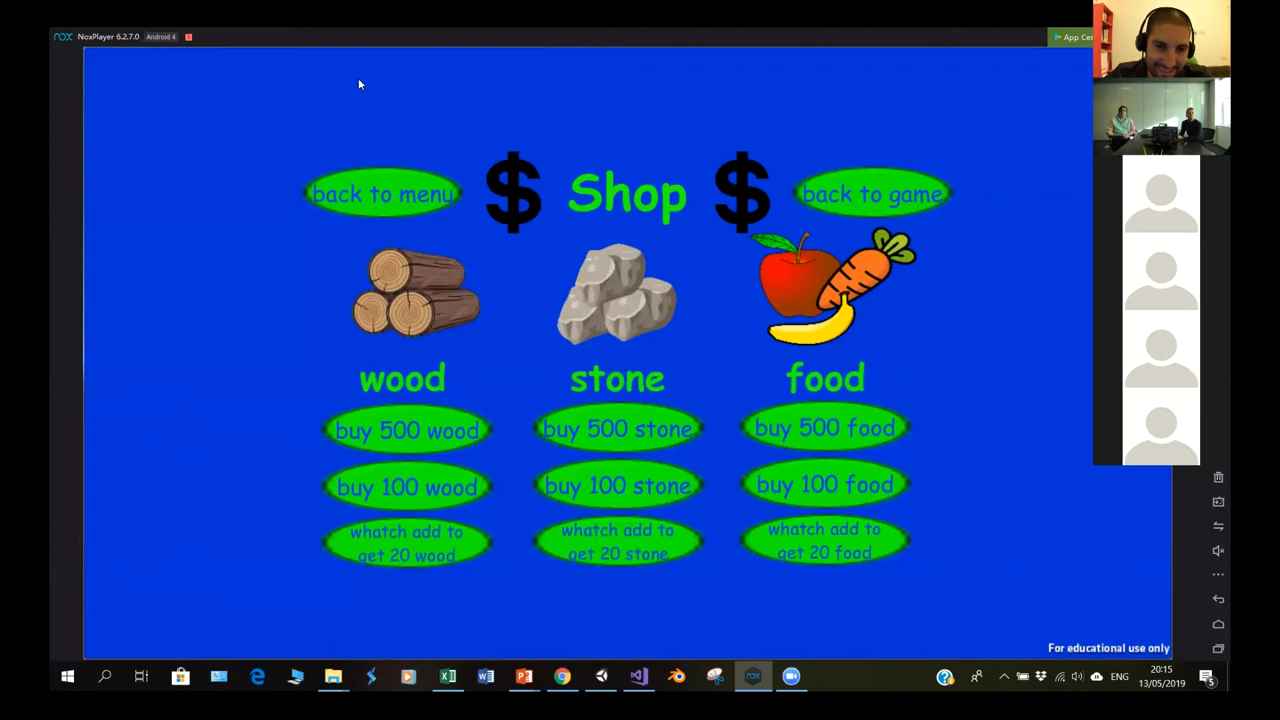 nox NoxPlayer 6.2.7.0 Android 4
App Cen
back to menu $ Shop $ back to game
wood stone food
buy 500 wood buy 500 stone buy 500 food
buy 100 wood buy 100 stone buy 100 food
whatch add to
get 20 wood
whatch add to
get 20 stone
whatch add to
get 20 food
For educational use only
20:15
ENG
13/05/2019
5